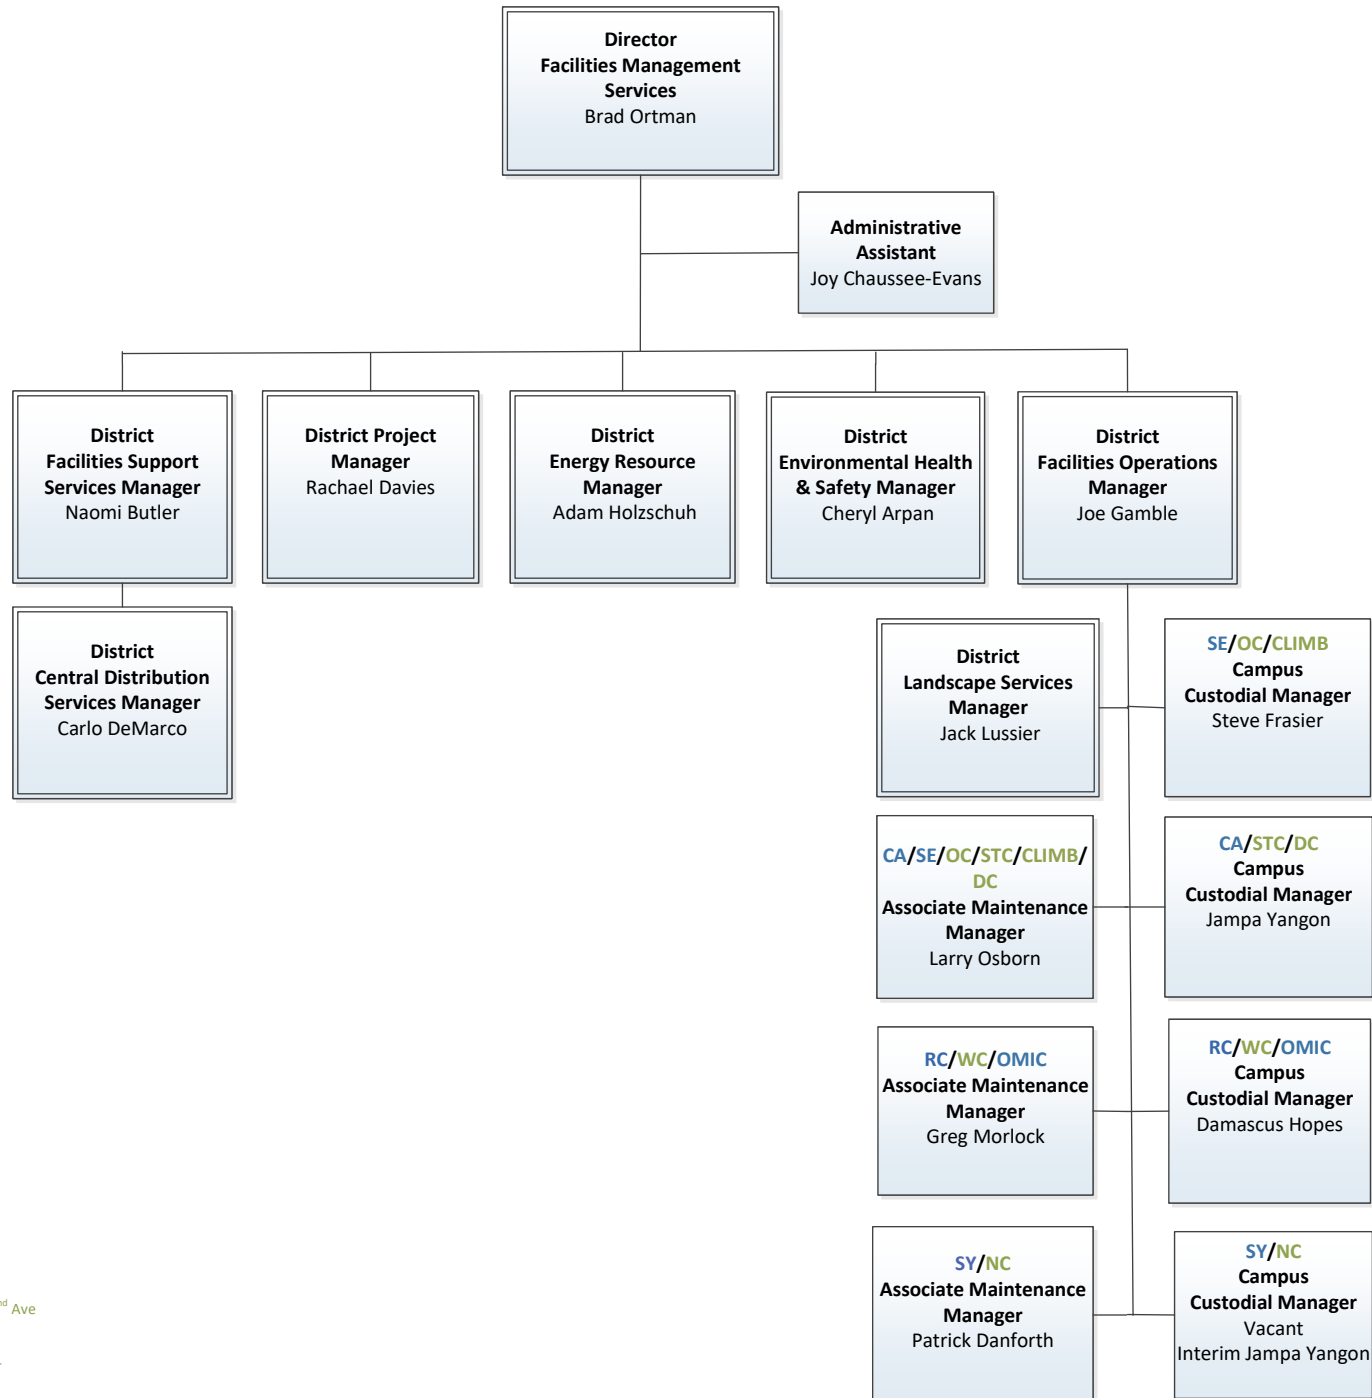 Director
Facilities Management
Services
Brad Ortman
Administrative
Assistant
Joy Chaussee-Evans
District
Facilities Support
Services Manager
Naomi Butler
District Project
Manager
Rachael Davies
District
Energy Resource
Manager
Adam Holzschuh
District
Environmental Health
& Safety Manager
Cheryl Arpan
District
Facilities Operations
Manager
Joe Gamble
District
Central Distribution
Services Manager
Carlo DeMarco
District
Landscape Services
Manager
Jack Lussier
SE/OC/CLIMB
Campus
Custodial Manager
Steve Frasier
CA/SE/OC/STC/CLIMB/
DC
Associate Maintenance
Manager
Larry Osborn
CA/STC/DC
Campus
Custodial Manager
Jampa Yangon
RC/WC/OMIC
Associate Maintenance
Manager
Greg Morlock
RC/WC/OMIC
Campus
Custodial Manager
Damascus Hopes
SY/NC
Associate Maintenance
Manager
Patrick Danforth
SY/NC
Campus
Custodial Manager
Vacant
Interim Jampa Yangon
nd Ave